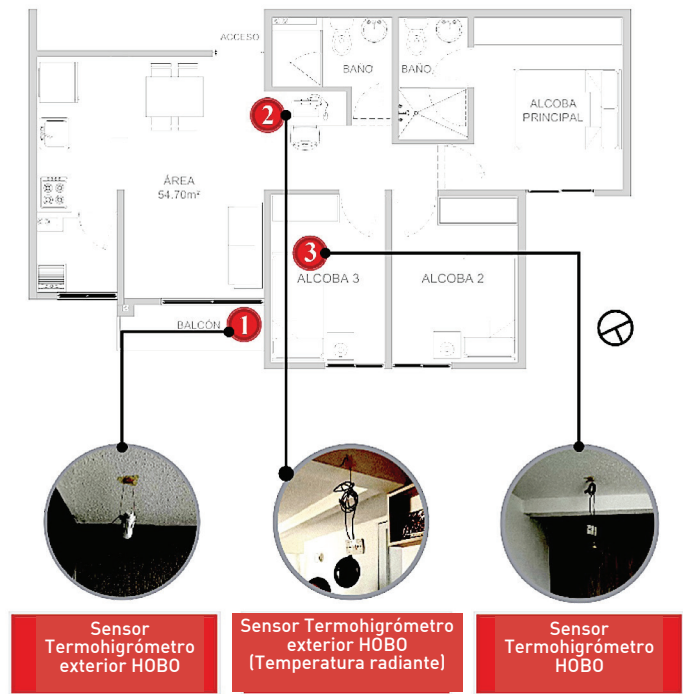 ACCESO
BAÑO
BAÑO
ALCOBA
PRINCIPAL
2
ÁREA
54.70m²
3
ALCOBA 3
ALCOBA 2
BALCÓN
1
Sensor
Termohigrómetro
exterior HOBO
Sensor Termohigrómetro
exterior HOBO
(Temperatura radiante)
Sensor
Termohigrómetro
HOBO